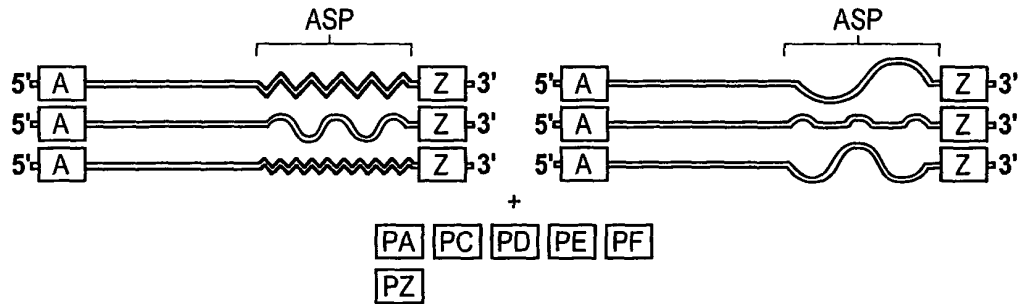 ASP ASP
5' A Z 3' 5' A Z 3'
5' A Z 3' 5' A Z 3'
5' A Z 3' 5' A Z 3'
+
PA PC PD PE PF
PZ